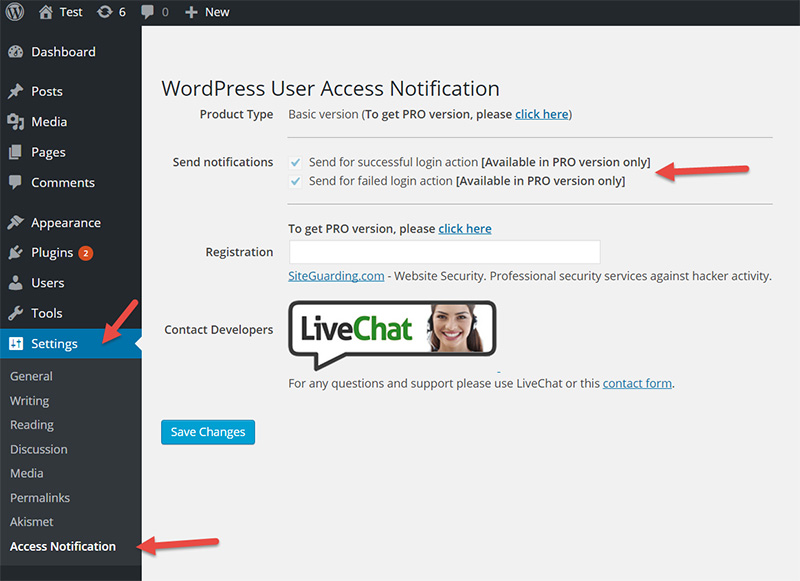 Test 6 0 New
Dashboard
Posts
Media
Pages
Comments
Appearance
Plugins 2
Users
Tools
Settings
General
Writing
Reading
Discussion
Media
Permalinks
Akismet
Access Notification
WordPress User Access Notification
Product Type Basic version (To get PRO version, please click here)
Send notifications Send for successful login action [Available in PRO version only]
Send for failed login action [Available in PRO version only]
To get PRO version, please click here
Registration
SiteGuarding.com - Website Security. Professional security services against hacker activity.
Contact Developers LiveChat
For any questions and support please use LiveChat or this contact form.
Save Changes